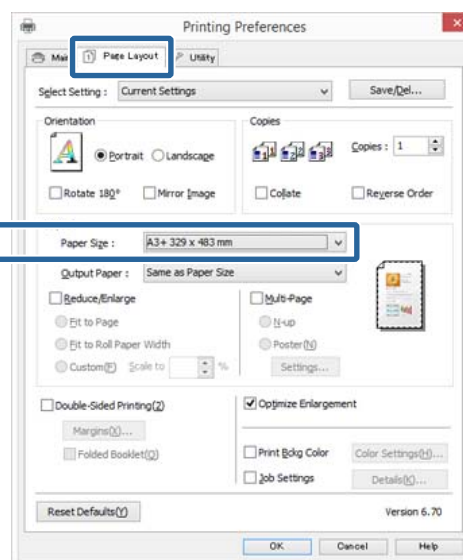 Printing Preferences
Main Page Layout Utility
Select Setting : Current Settings Save/Del...
Orientation Copies
Portrait Landscape Copies : 1
Rotate 180° Mirror Image Collate Reverse Order
Paper Size : A3+ 329 x 483 mm
Output Paper : Same as Paper Size
Reduce/Enlarge Multi-Page
Fit to Page N-up
Fit to Roll Paper Width Poster(N)
Custom(F) Scale to % Settings...
Double-Sided Printing(2) Optimize Enlargement
Margins(X)...
Folded Booklet(Q) Print Bckg Color Color Settings(H)...
Job Settings Details(K)...
Reset Defaults(Y) Version 6.70
OK Cancel Help